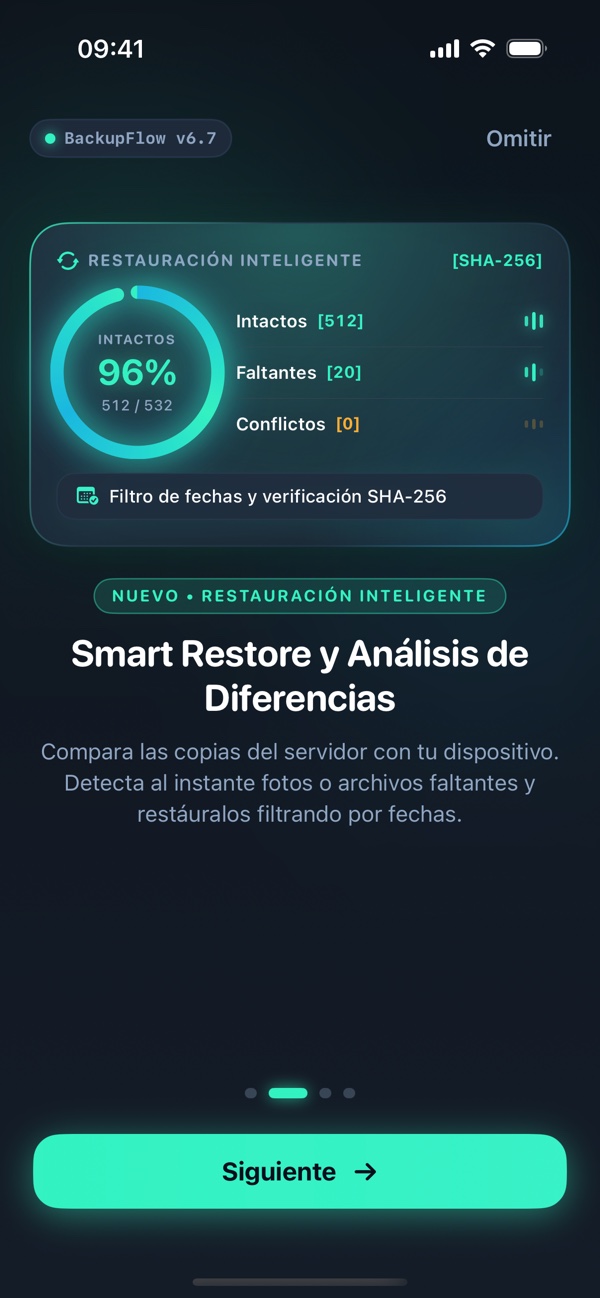 09:41
BackupFlow v6.7
Omitir
RESTAURACIÓN INTELIGENTE
[SHA-256]
INTACTOS
96%
512 / 532
Intactos [512]
Faltantes [20]
Conflictos [0]
Filtro de fechas y verificación SHA-256
NUEVO • RESTAURACIÓN INTELIGENTE
Smart Restore y Análisis de
Diferencias
Compara las copias del servidor con tu dispositivo.
Detecta al instante fotos o archivos faltantes y
restáuralos filtrando por fechas.
Siguiente →